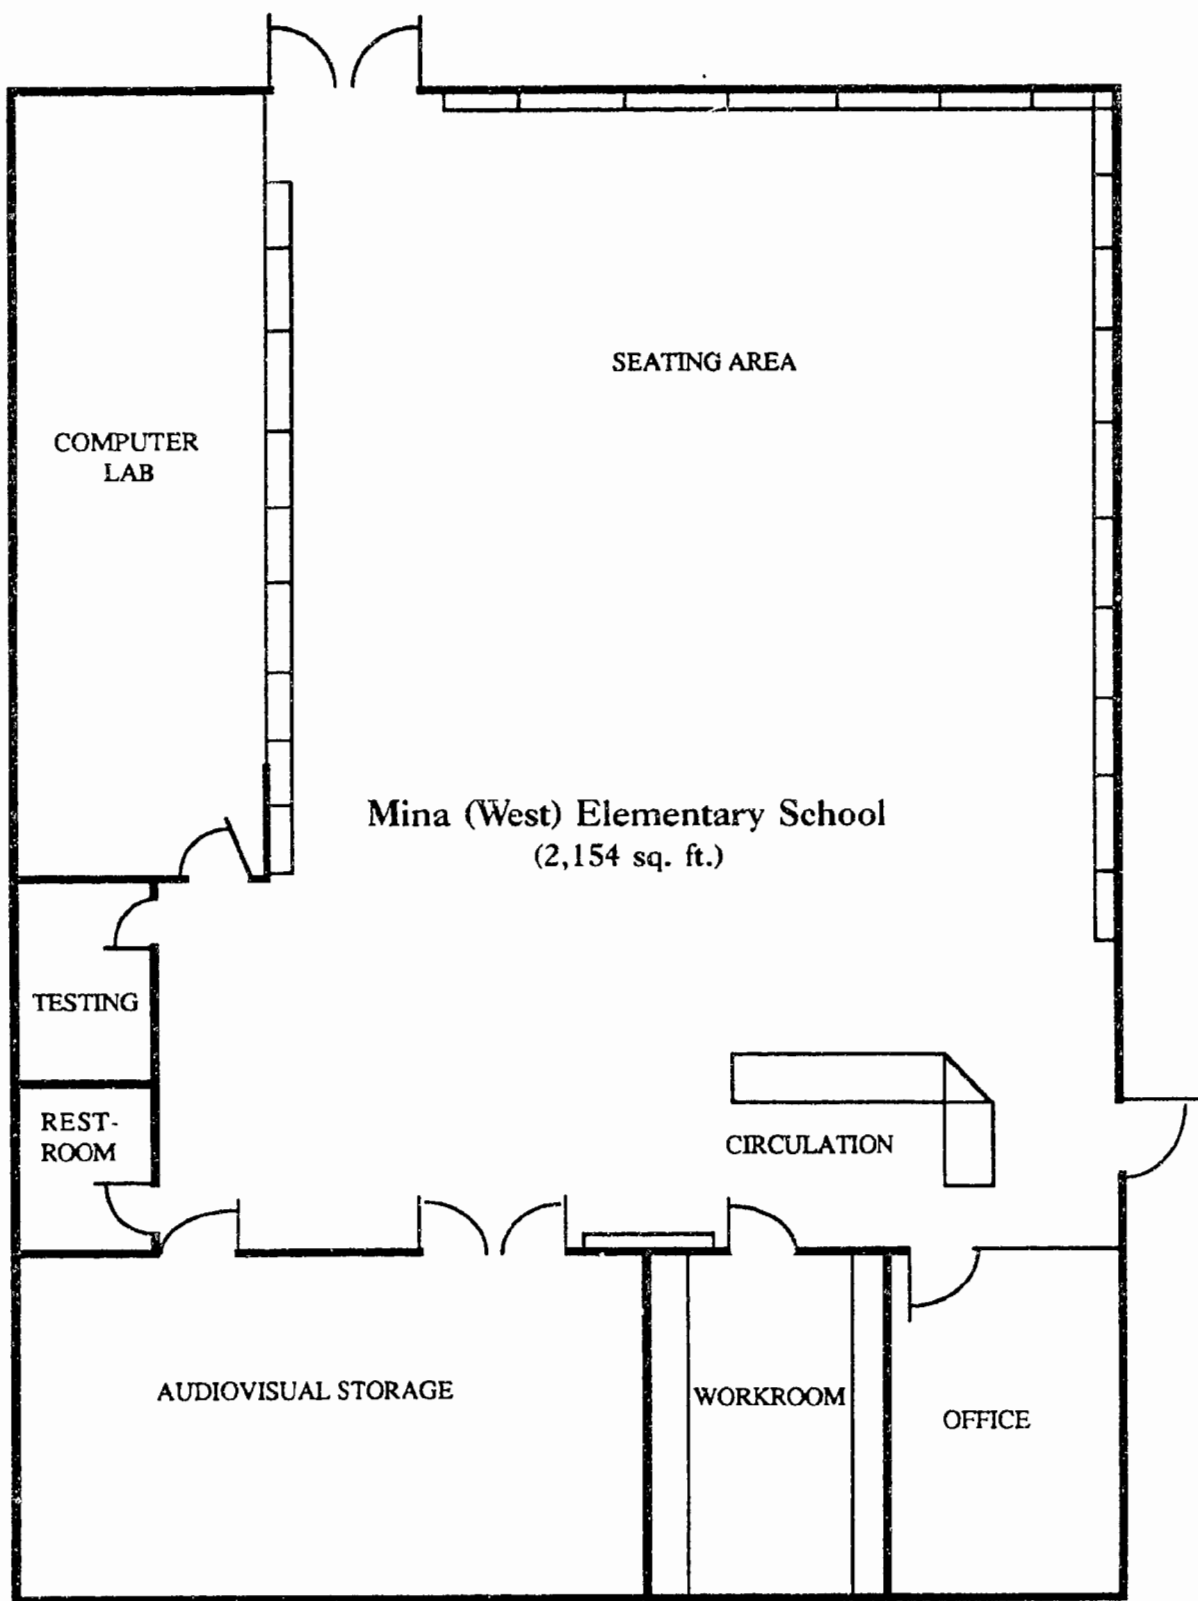 SEATING AREA
COMPUTER
LAB
Mina (West) Elementary School
(2,154 sq. ft.)
TESTING
REST-
ROOM
CIRCULATION
AUDIOVISUAL STORAGE
WORKROOM
OFFICE